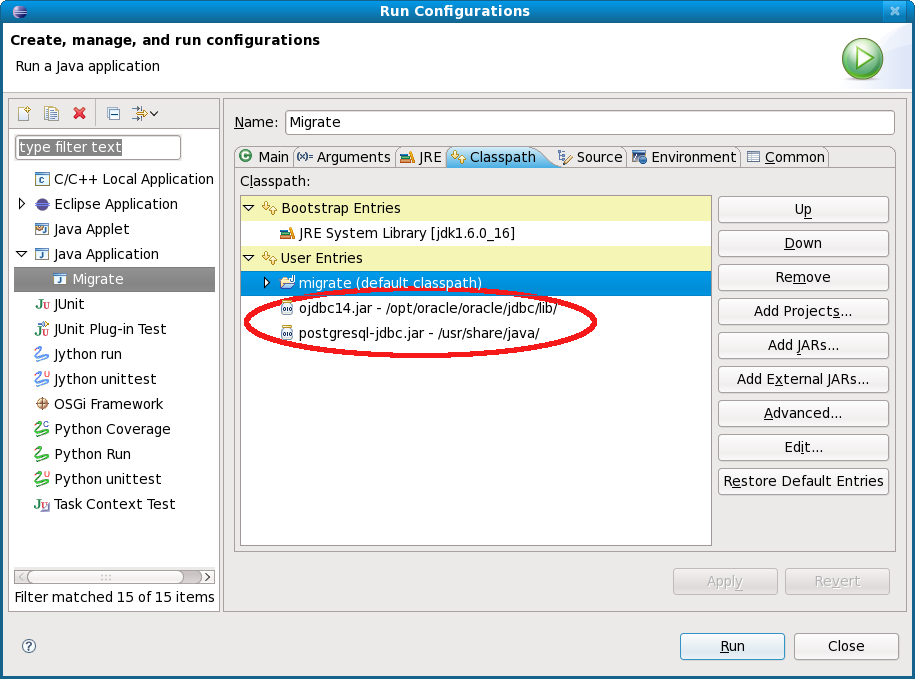 Run Configurations
Create, manage, and run configurations
Run a Java application
type filter text
C/C++ Local Application
Eclipse Application
Java Applet
Java Application
Migrate
JUnit
JUnit Plug-in Test
Jython run
Jython unittest
OSGi Framework
Python Coverage
Python Run
Python unittest
Task Context Test
Filter matched 15 of 15 items
Name: Migrate
Main (x)= Arguments JRE Classpath Source Environment Common
Classpath:
Bootstrap Entries
JRE System Library [jdk1.6.0_16]
User Entries
migrate (default classpath)
ojdbc14.jar - /opt/oracle/oracle/jdbc/lib/
postgresql-jdbc.jar - /usr/share/java/
Up
Down
Remove
Add Projects...
Add JARs...
Add External JARs...
Advanced...
Edit...
Restore Default Entries
Apply Revert
Run Close